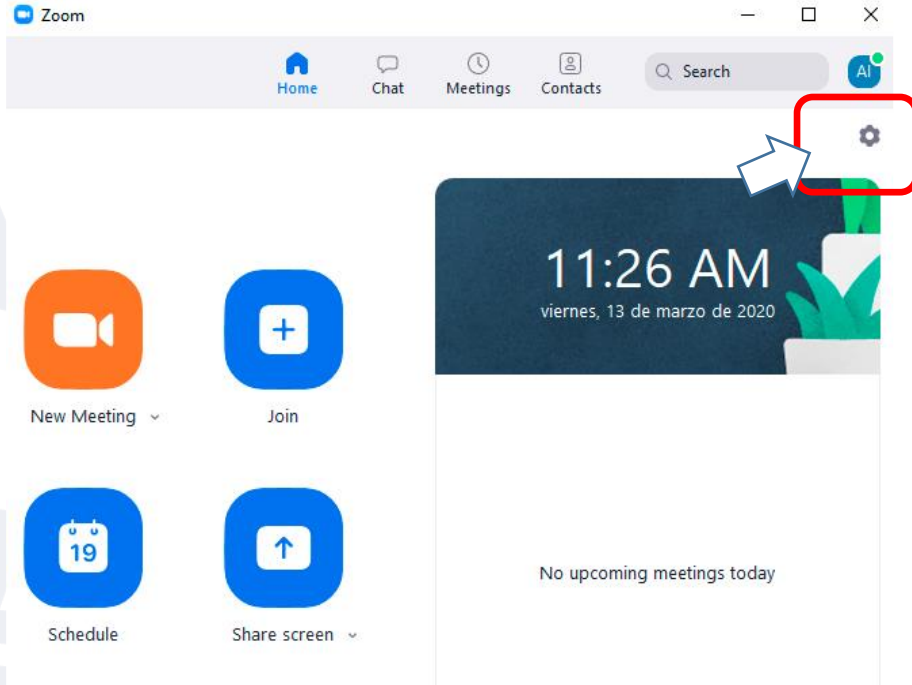 Zoom
Home
Chat
Meetings
Contacts
Search
AI
11:26 AM
viernes, 13 de marzo de 2020
New Meeting
Join
19
Schedule
Share screen
No upcoming meetings today